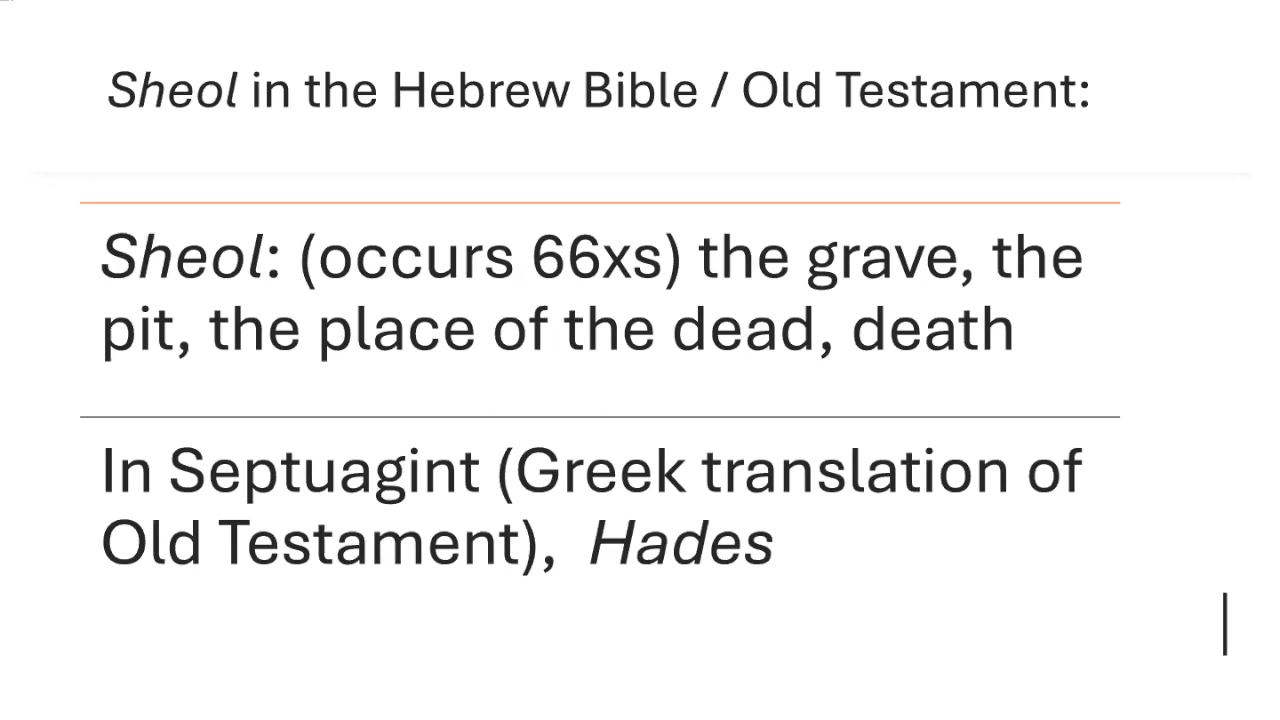 Sheol in the Hebrew Bible / Old Testament:
Sheol: (occurs 66xs) the grave, the
pit, the place of the dead, death
In Septuagint (Greek translation of
Old Testament),  Hades